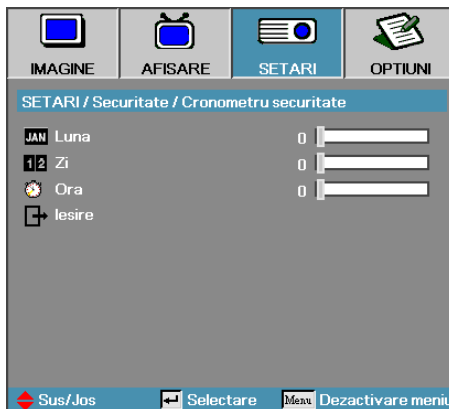 IMAGINE AFISARE SETARI OPTIUNI
SETARI / Securitate / Cronometru securitate
JAN Luna 0
1 2 Zi 0
Ora 0
Iesire
Sus/Jos Selectare Menu Dezactivare meniu